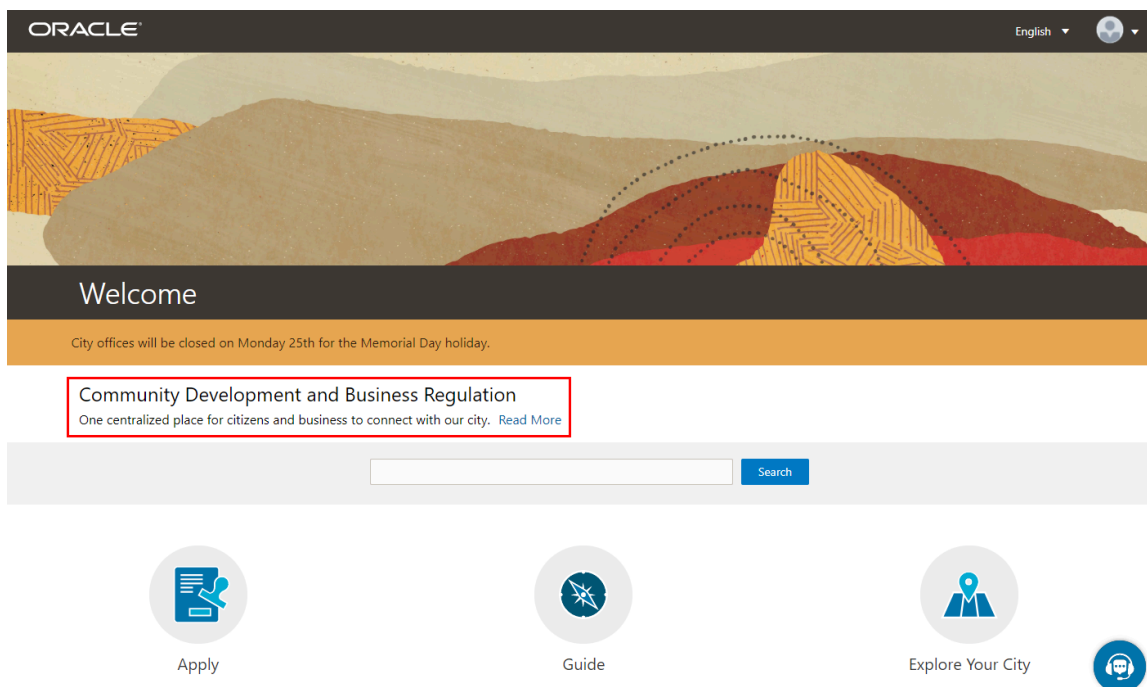 ORACLE
English
Welcome
City offices will be closed on Monday 25th for the Memorial Day holiday.
Community Development and Business Regulation
One centralized place for citizens and business to connect with our city. Read More
Search
Apply
Guide
Explore Your City